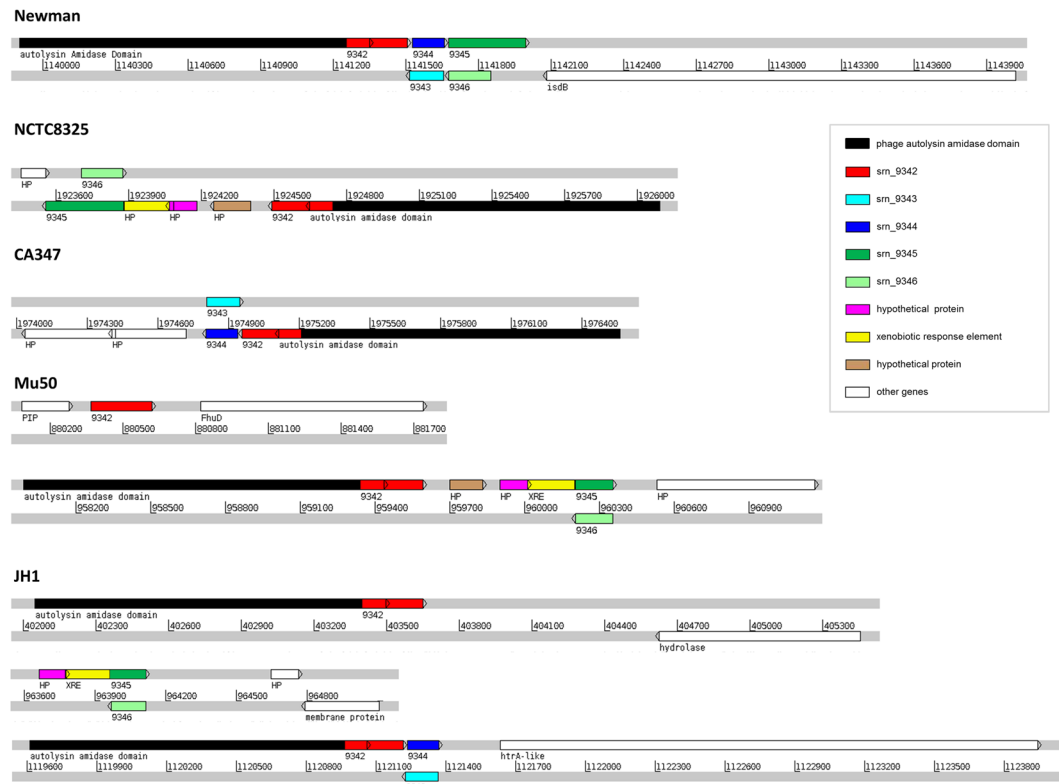 Newman
autolysin Amidase Domain 9342 9344 9345
1140000 1140300 1140600 1140900 1141200 1141500 1141800 1142100 1142400 1142700 1143000 1143300 1143600 1143900
9343 9346 isdB
NCTC8325
HP 9346
1923600 1923900 1924200 1924500 1924800 1925100 1925400 1925700 1926000
9345 HP HP HP 9342 autolysin amidase domain
CA347
9343
1974000 1974300 1974600 1974900 1975200 1975500 1975800 1976100 1976400
HP HP 9344 9342 autolysin amidase domain
Mu50
PIP 9342 FhuD
880200 880500 880800 881100 881400 881700
autolysin amidase domain 9342 HP HP XRE 9345 HP
958200 958500 958800 959100 959400 959700 960000 960300 960600 960900
9346
JH1
autolysin amidase domain 9342
402000 402300 402600 402900 403200 403500 403800 404100 404400 404700 405000 405300
hydrolase
HP XRE 9345 HP
963600 963900 964200 964500 964800
9346 membrane protein
autolysin amidase domain 9342 9344 htrA-like
1119600 1119900 1120200 1120500 1120800 1121100 1121400 1121700 1122000 1122300 1122600 1122900 1123200 1123500 1123800
phage autolysin amidase domain
srn_9342
srn_9343
srn_9344
srn_9345
srn_9346
hypothetical protein
xenobiotic response element
hypothetical protein
other genes